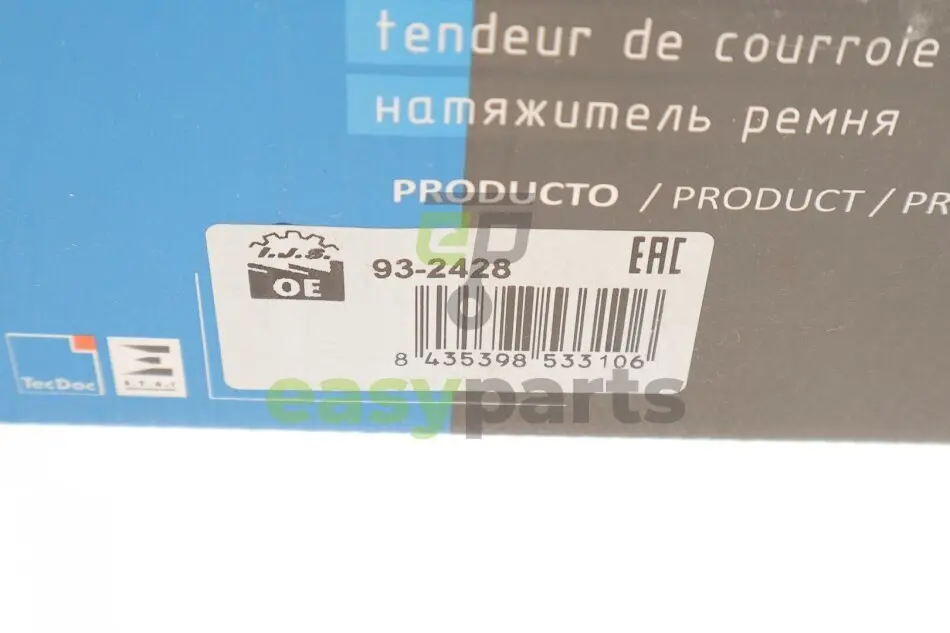 tendeur de courroie
натяжитель ремня
PRODUCTO / PRODUCT / PR
I.J.S.
OE
93-2428
EAC
8 435398 533106
TecDoc
easyparts